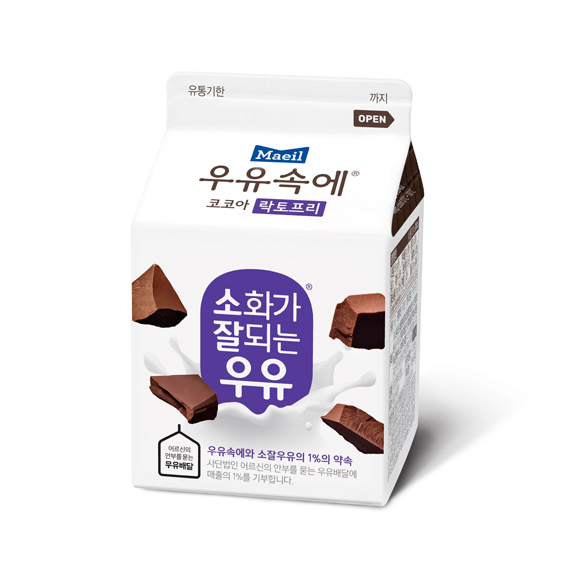 유통기한 까지
OPEN
Maeil
우유속에®
코코아 락토프리
소화가®
잘되는
우유
어르신의
안부를 묻는
우유배달
우유속에와 소잘우유의 1%의 약속
사단법인 어르신의 안부를 묻는 우유배달에
매출의 1%를 기부합니다.